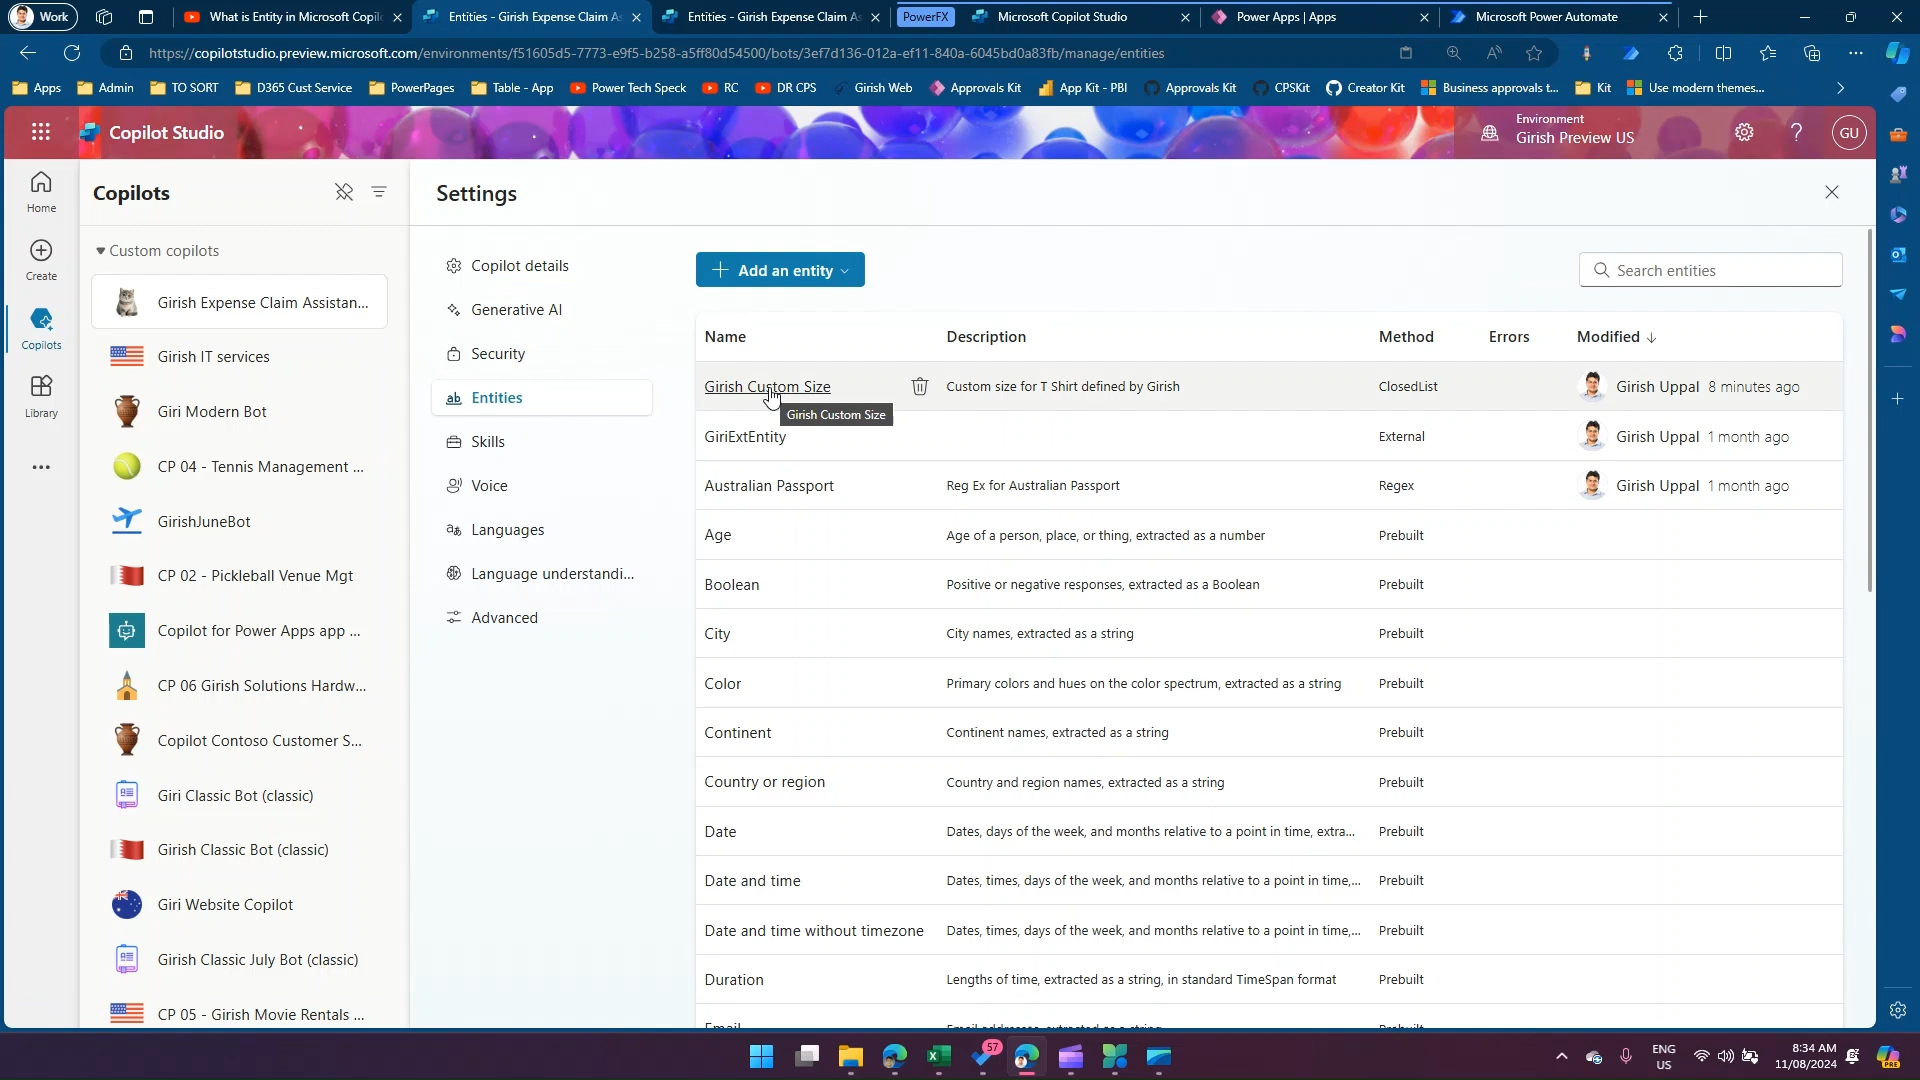 Work
What is Entity in Microsoft Copil
Entities - Girish Expense Claim As
Entities - Girish Expense Claim As
PowerFX
Microsoft Copilot Studio
Power Apps | Apps
Microsoft Power Automate
https://copilotstudio.preview.microsoft.com/environments/f51605d5-7773-e9f5-b258-a5ff80d54500/bots/3ef7d136-012a-ef11-840a-6045bd0a83fb/manage/entities
Apps
Admin
TO SORT
D365 Cust Service
PowerPages
Table - App
Power Tech Speck
RC
DR CPS
Girish Web
Approvals Kit
App Kit - PBI
Approvals Kit
CPSKit
Creator Kit
Business approvals t...
Kit
Use modern themes...
Copilot Studio
Environment
Girish Preview US
GU
Home
Create
Copilots
Library
Copilots
Custom copilots
Girish Expense Claim Assistan...
Girish IT services
Giri Modern Bot
CP 04 - Tennis Management ...
GirishJuneBot
CP 02 - Pickleball Venue Mgt
Copilot for Power Apps app ...
CP 06 Girish Solutions Hardw...
Copilot Contoso Customer S...
Giri Classic Bot (classic)
Girish Classic Bot (classic)
Giri Website Copilot
Girish Classic July Bot (classic)
CP 05 - Girish Movie Rentals ...
Settings
Copilot details
Generative AI
Security
ab Entities
Skills
Voice
Languages
Language understandi...
Advanced
Add an entity
Search entities
Name Description Method Errors Modified ↓
Girish Custom Size Custom size for T Shirt defined by Girish ClosedList Girish Uppal 8 minutes ago
Girish Custom Size
GiriExtEntity External Girish Uppal 1 month ago
Australian Passport Reg Ex for Australian Passport Regex Girish Uppal 1 month ago
Age Age of a person, place, or thing, extracted as a number Prebuilt
Boolean Positive or negative responses, extracted as a Boolean Prebuilt
City City names, extracted as a string Prebuilt
Color Primary colors and hues on the color spectrum, extracted as a string Prebuilt
Continent Continent names, extracted as a string Prebuilt
Country or region Country and region names, extracted as a string Prebuilt
Date Dates, days of the week, and months relative to a point in time, extra... Prebuilt
Date and time Dates, times, days of the week, and months relative to a point in time,... Prebuilt
Date and time without timezone Dates, times, days of the week, and months relative to a point in time,... Prebuilt
Duration Lengths of time, extracted as a string, in standard TimeSpan format Prebuilt
Email Email addresses, extracted as a string Prebuilt
57
ENG
US
8:34 AM
11/08/2024
PRE